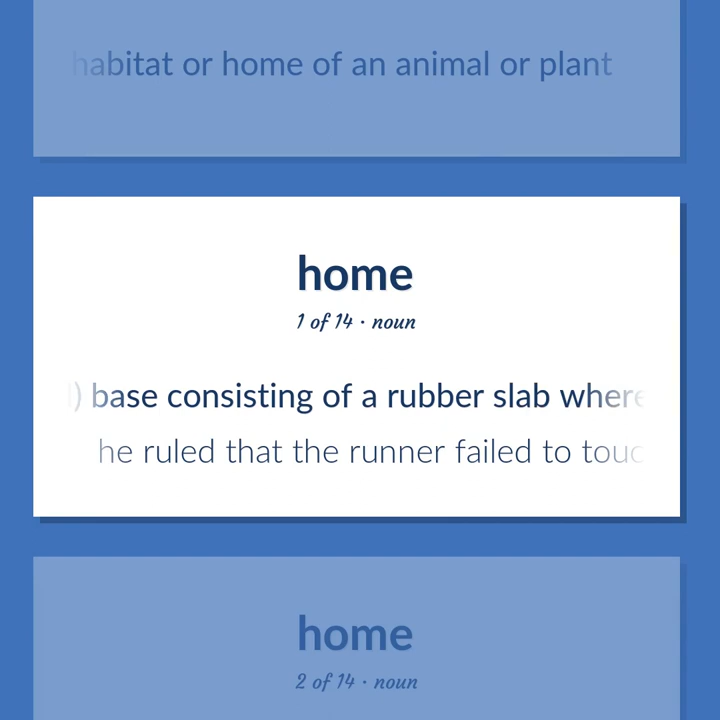 habitat or home of an animal or plant
home
1 of 14 · noun
) base consisting of a rubber slab where
he ruled that the runner failed to touc
home
2 of 14 · noun